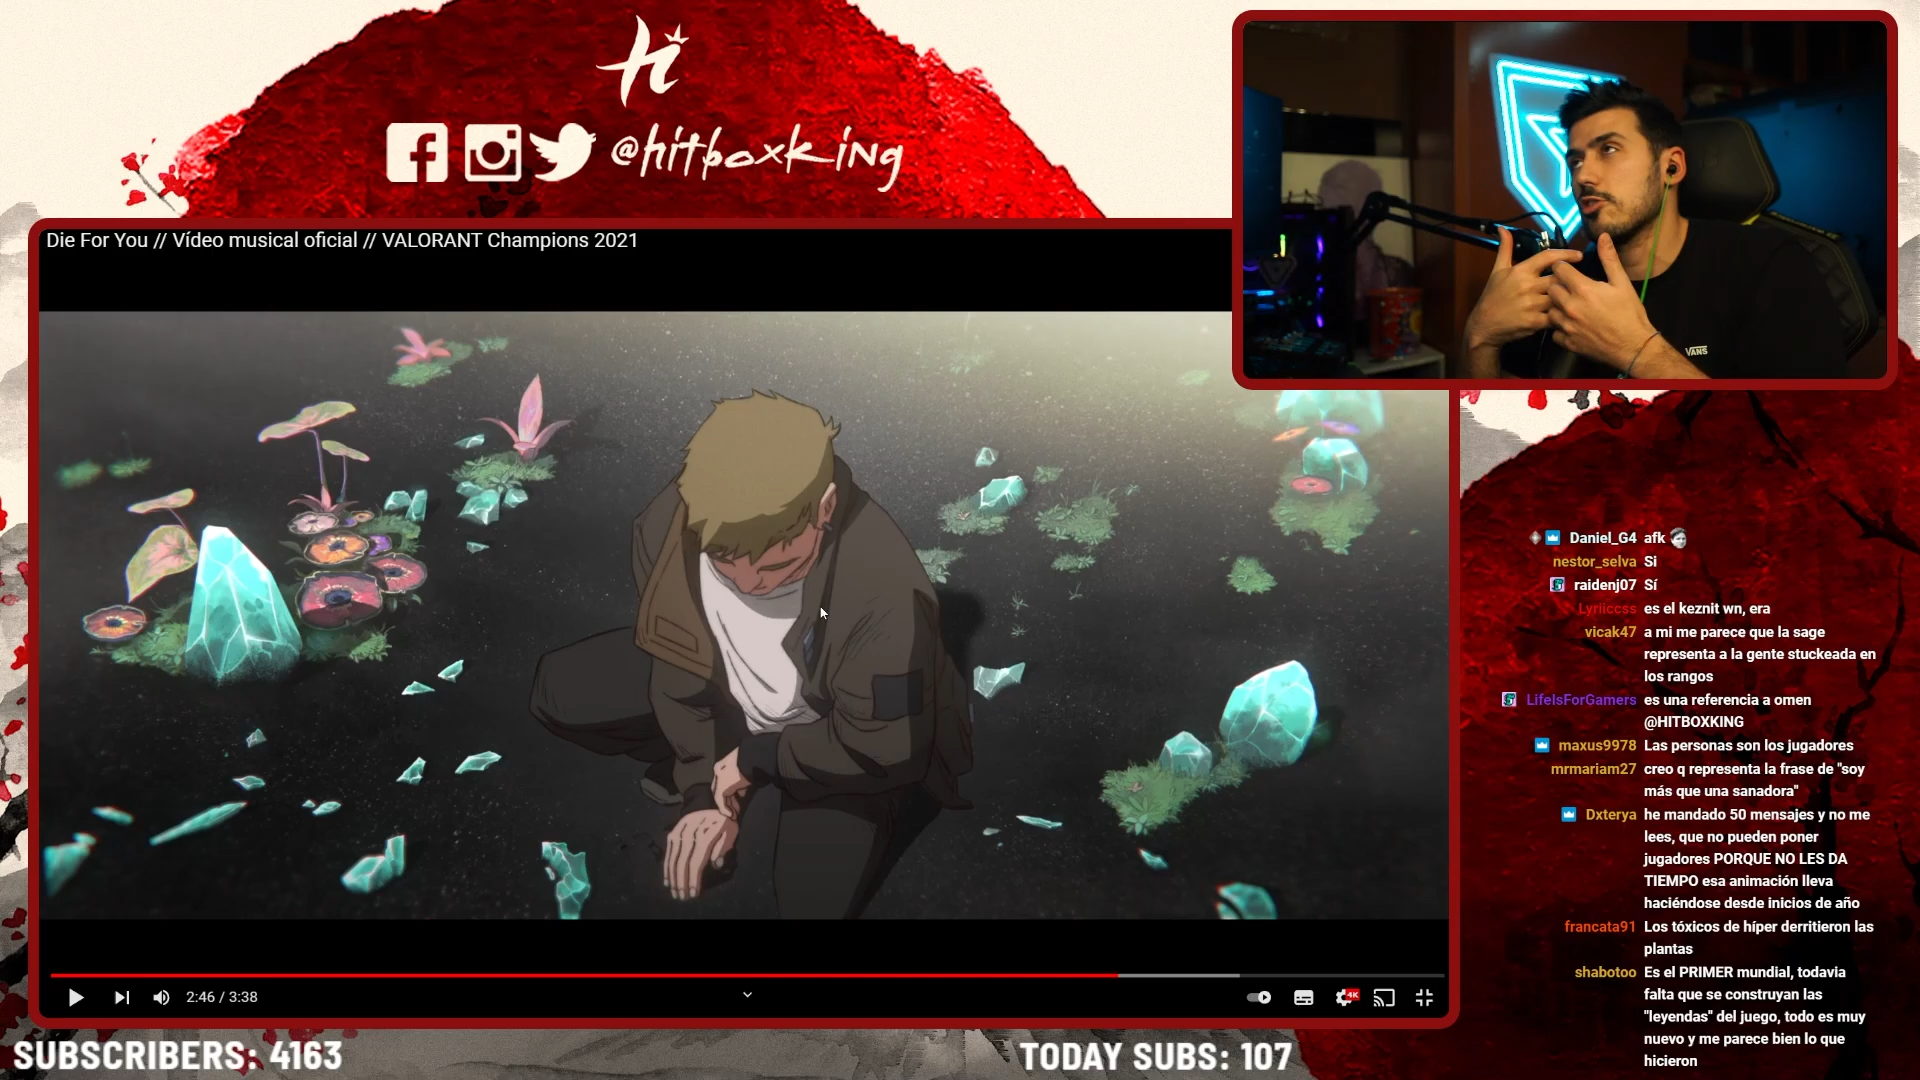 @hitboxking
Die For You // Vídeo musical oficial // VALORANT Champions 2021
VANS
Daniel_G4 afk
nestor_selva Si
raidenj07 Sí
Lyriiccss es el keznit wn, era
vicak47 a mi me parece que la sage
representa a la gente stuckeada en
los rangos
LifeIsForGamers es una referencia a omen
@HITBOXKING
maxus9978 Las personas son los jugadores
mrmariam27 creo q representa la frase de "soy
más que una sanadora"
Dxterya he mandado 50 mensajes y no me
lees, que no pueden poner
jugadores PORQUE NO LES DA
TIEMPO esa animación lleva
haciéndose desde inicios de año
francata91 Los tóxicos de híper derritieron las
plantas
shabotoo Es el PRIMER mundial, todavia
falta que se construyan las
"leyendas" del juego, todo es muy
nuevo y me parece bien lo que
hicieron
2:46 / 3:38
4K
SUBSCRIBERS: 4163
TODAY SUBS: 107